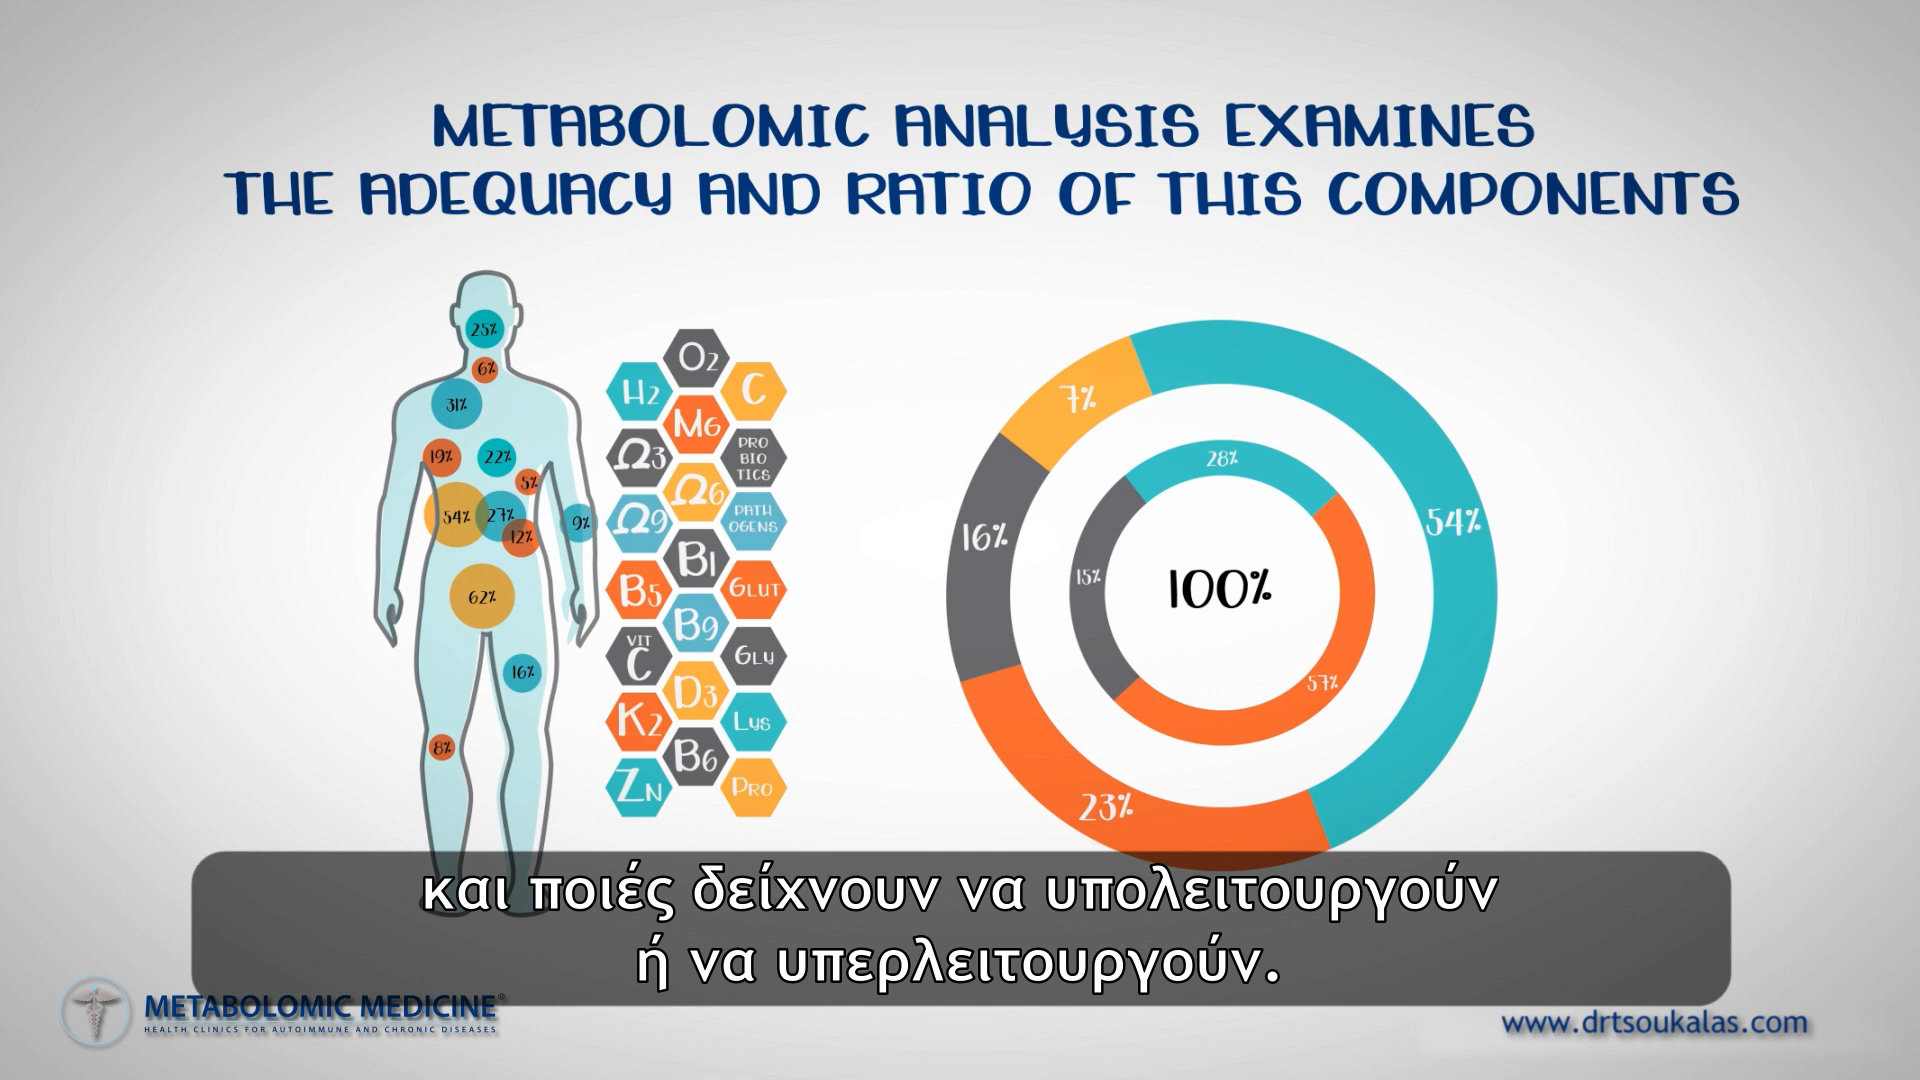 METABOLOMIC ANALYSIS EXAMINES
THE ADEQUACY AND RATIO OF THIS COMPONENTS
25%
6%
31%
19%
22%
5%
54%
27%
12%
9%
62%
16%
8%
O2
H2
C
M6
Ω3
PRO
BIO
TICS
Ω6
Ω9
PATH
OGENS
B1
B5
GLUT
B9
VIT
C
GLY
D3
K2
LYS
B6
ZN
PRO
7%
54%
16%
23%
28%
15%
57%
100%
και ποιές δείχνουν να υπολειτουργούν
ή να υπερλειτουργούν.
METABOLOMIC MEDICINE®
HEALTH CLINICS FOR AUTOIMMUNE AND CHRONIC DISEASES
www.drtsoukalas.com